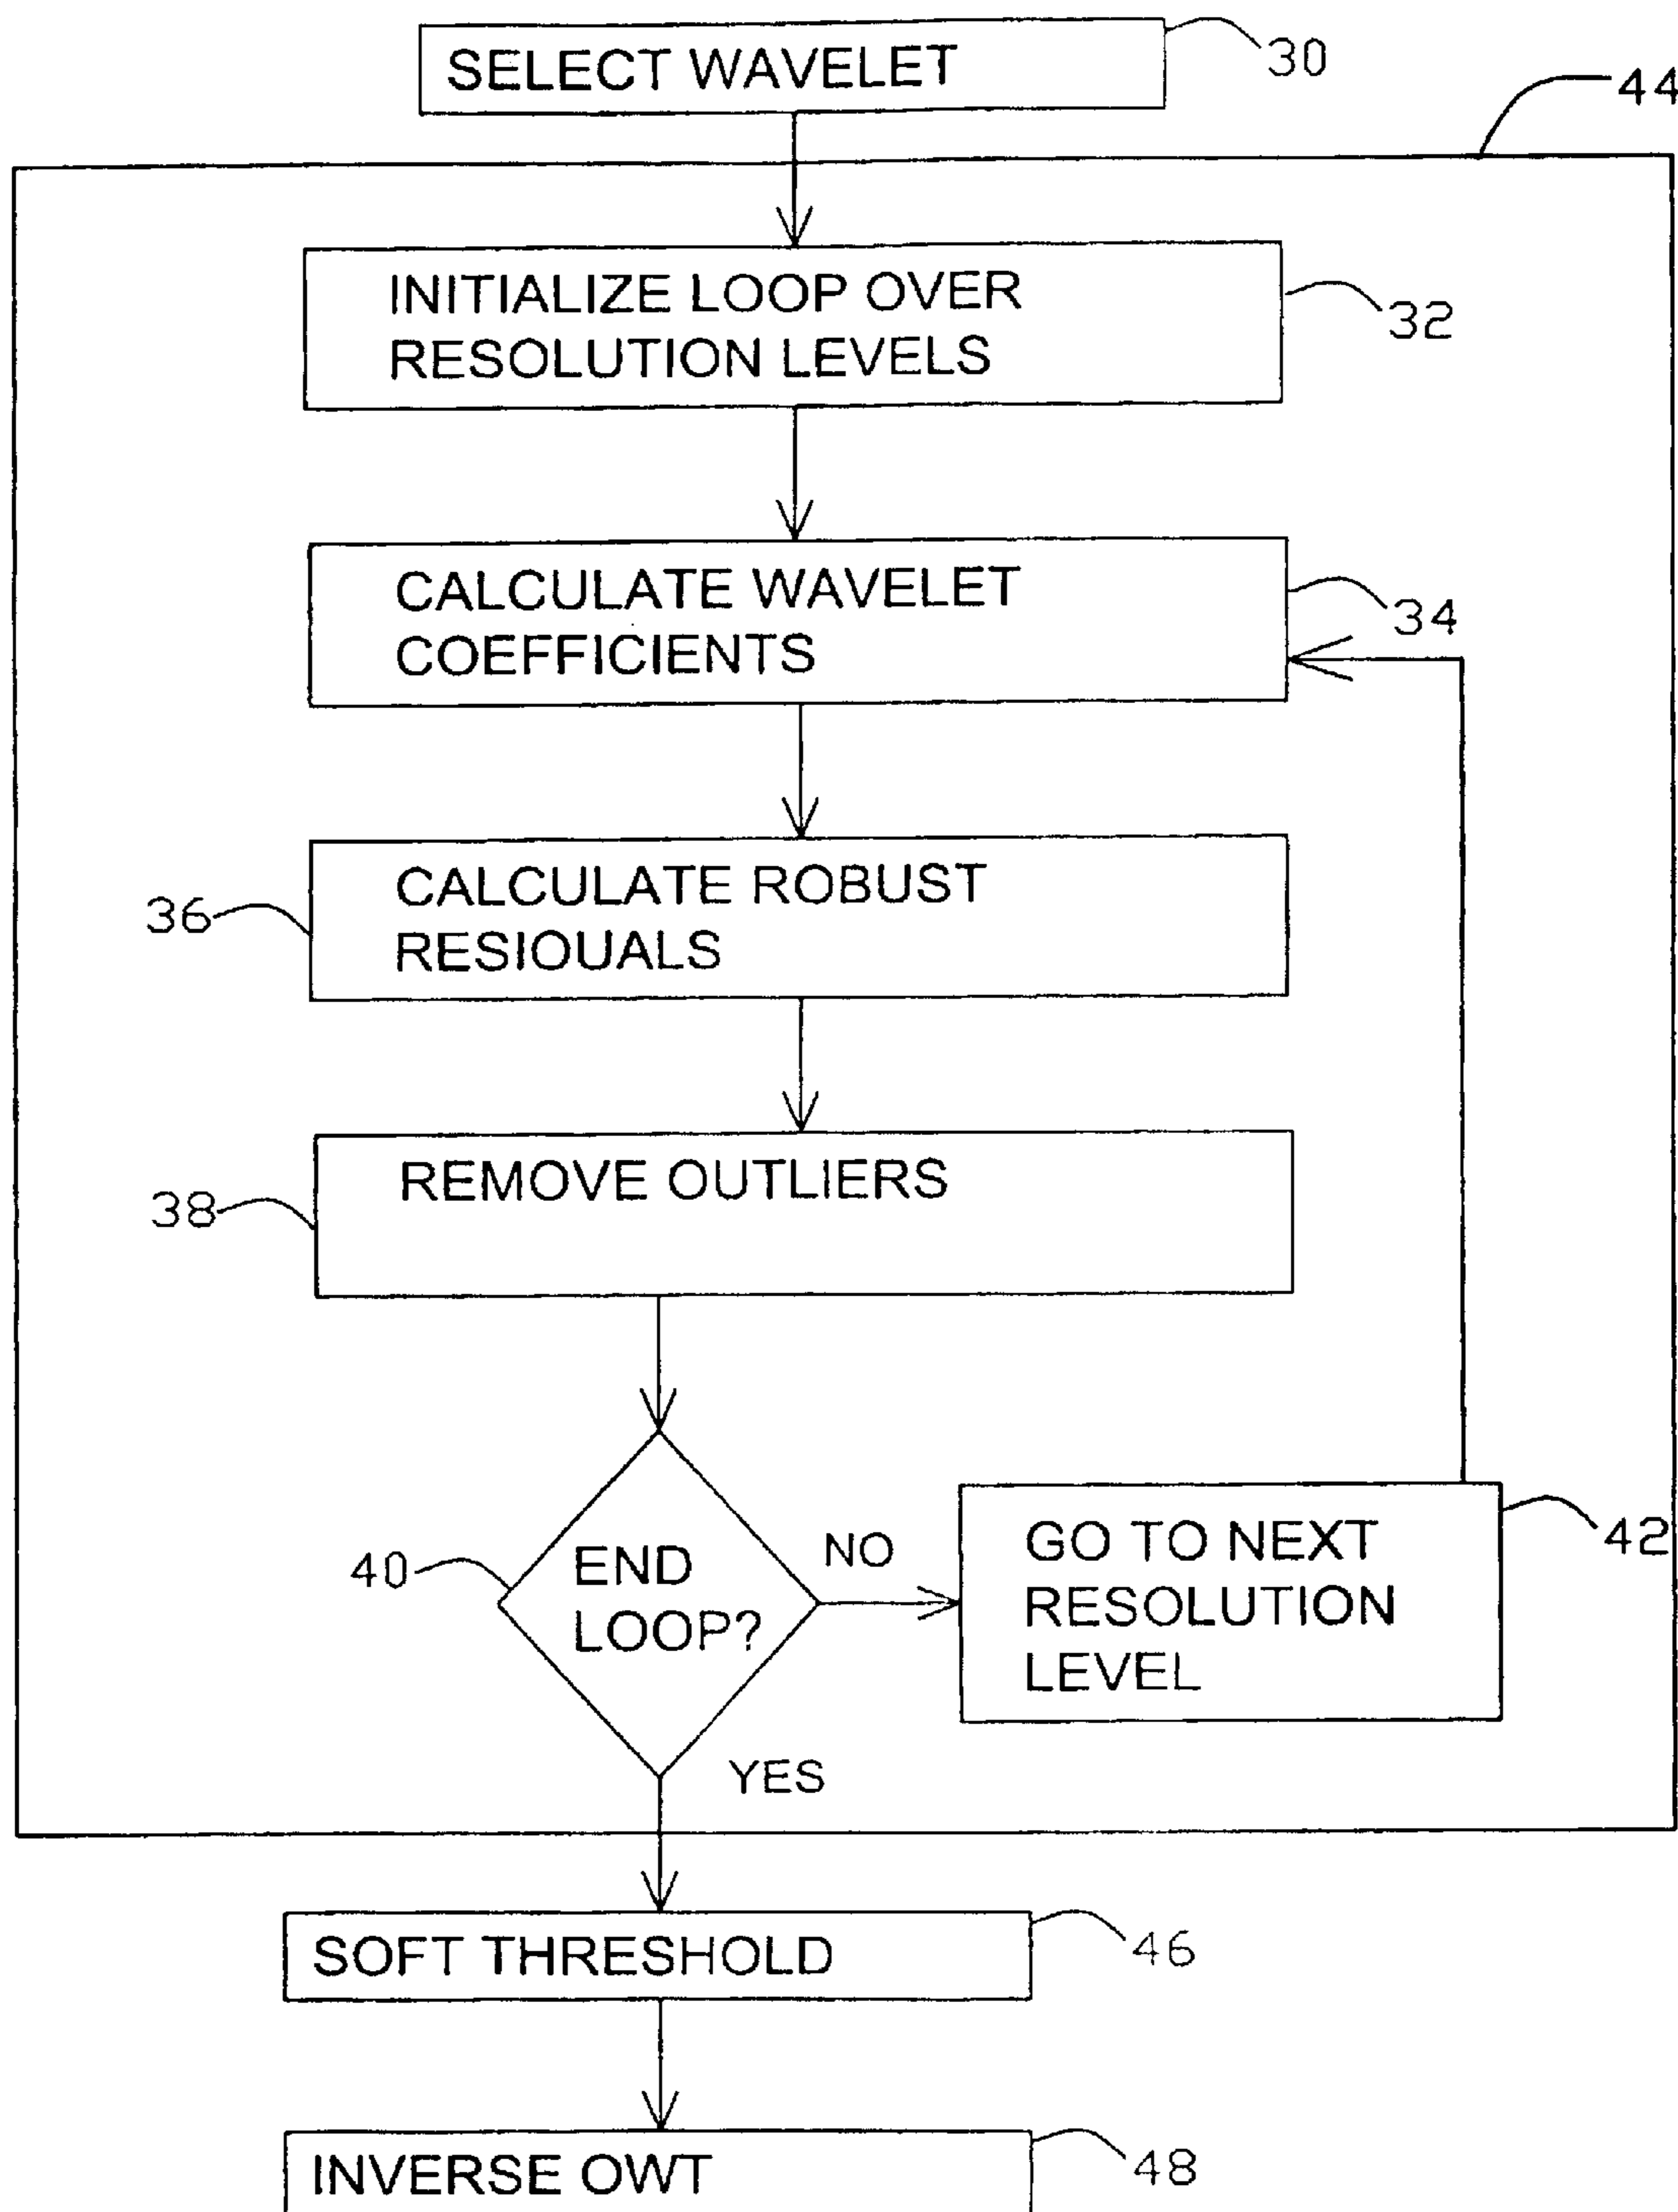 SELECT WAVELET
30
44
INITIALIZE LOOP OVER
RESOLUTION LEVELS
32
CALCULATE WAVELET
COEFFICIENTS
34
CALCULATE ROBUST
RESIOUALS
36
REMOVE OUTLIERS
38
END
LOOP?
40
NO
GO TO NEXT
RESOLUTION
LEVEL
42
YES
SOFT THRESHOLD
46
INVERSE OWT
48